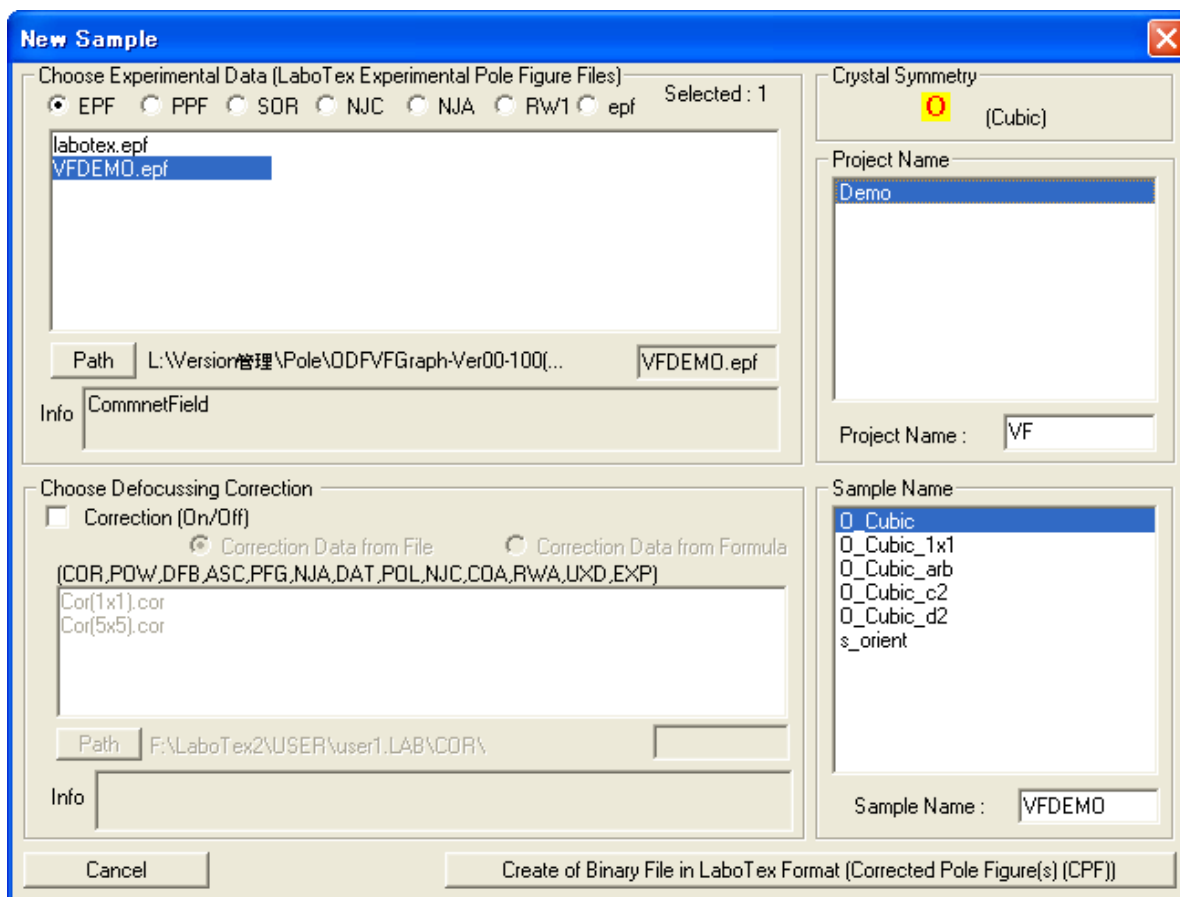 New Sample
Choose Experimental Data (LaboTex Experimental Pole Figure Files)
EPF PPF SOR NJC NJA RW1 epf Selected : 1
labotex.epf
VFDEMO.epf
Path L:\Version管理\Pole\ODFVFGraph-Ver00-100(... VFDEMO.epf
Info CommnetField
Crystal Symmetry
O (Cubic)
Project Name
Demo
Project Name : VF
Choose Defocussing Correction
Correction (On/Off)
Correction Data from File Correction Data from Formula
(COR,POW,DFB,ASC,PFG,NJA,DAT,POL,NJC,COA,RWA,UXD,EXP)
Cor(1x1).cor
Cor(5x5).cor
Path F:\LaboTex2\USER\user1.LAB\COR\
Info
Sample Name
O_Cubic
O_Cubic_1x1
O_Cubic_arb
O_Cubic_c2
O_Cubic_d2
s_orient
Sample Name : VFDEMO
Cancel Create of Binary File in LaboTex Format (Corrected Pole Figure(s) (CPF))